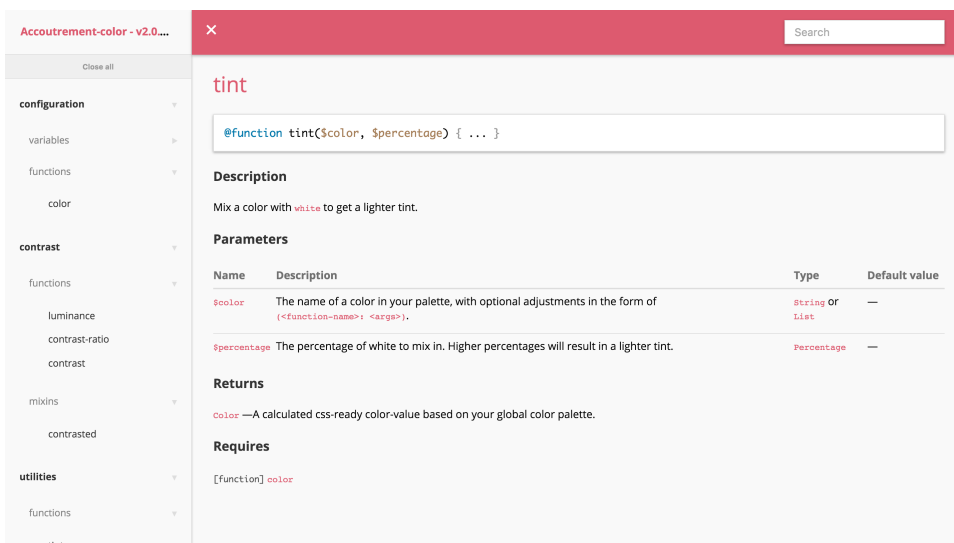 Accoutrement-color - v2.0....
Close all
configuration
variables
functions
color
contrast
functions
luminance
contrast-ratio
contrast
mixins
contrasted
utilities
functions
×
Search
tint
@function tint($color, $percentage) { ... }
Description
Mix a color with white to get a lighter tint.
Parameters
Name Description Type Default value
$color The name of a color in your palette, with optional adjustments in the form of String or —
(<function-name>: <args>). List
$percentage The percentage of white to mix in. Higher percentages will result in a lighter tint. Percentage —
Returns
Color —A calculated css-ready color-value based on your global color palette.
Requires
[function] color